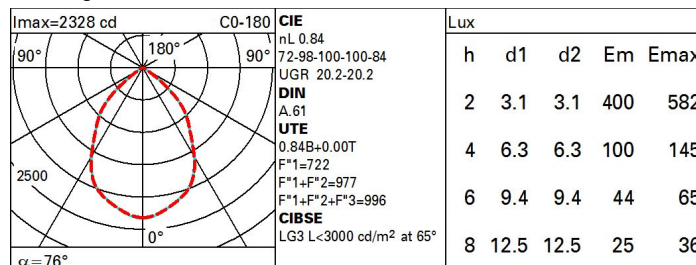 Imax=2328 cd C0-180
90° 180° 90°
2500
0°
α=76°
CIE
nL 0.84
72-98-100-100-84
UGR 20.2-20.2
DIN
A.61
UTE
0.84B+0.00T
F"1=722
F"1+F"2=977
F"1+F"2+F"3=996
CIBSE
LG3 L<3000 cd/m² at 65°
Lux
h d1 d2 Em Emax
2 3.1 3.1 400 582
4 6.3 6.3 100 145
6 9.4 9.4 44 65
8 12.5 12.5 25 36